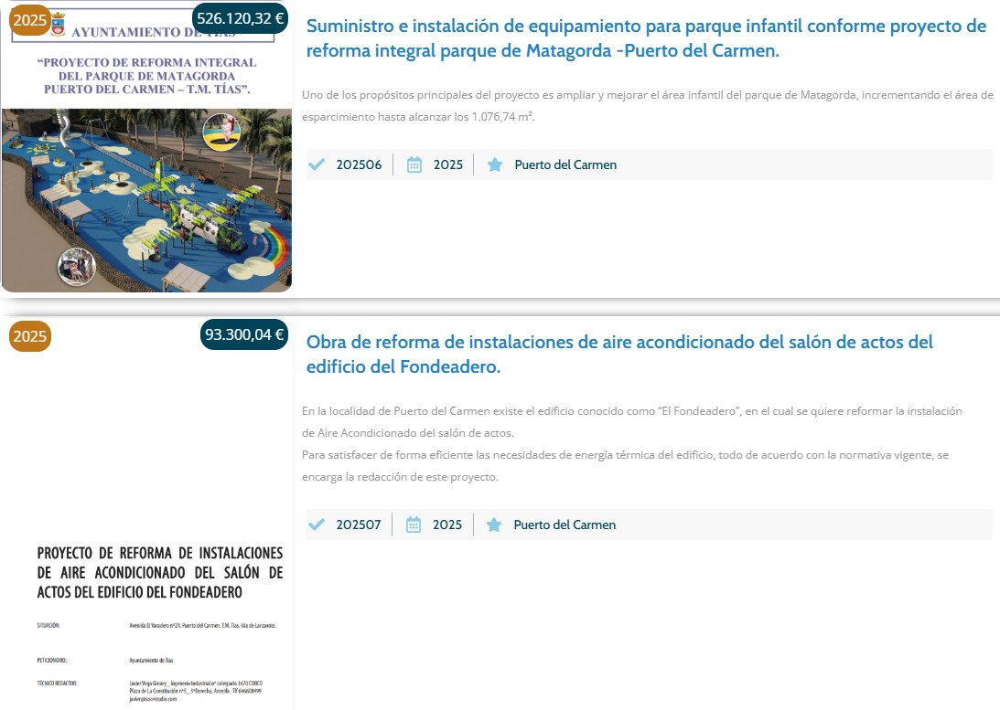 2025
526.120,32 €
AYUNTAMIENTO DE TÍAS
“PROYECTO DE REFORMA INTEGRAL
DEL PARQUE DE MATAGORDA
PUERTO DEL CARMEN – T.M. TÍAS”.
Suministro e instalación de equipamiento para parque infantil conforme proyecto de
reforma integral parque de Matagorda -Puerto del Carmen.
Uno de los propósitos principales del proyecto es ampliar y mejorar el área infantil del parque de Matagorda, incrementando el área de
esparcimiento hasta alcanzar los 1.076,74 m².
202506 2025 Puerto del Carmen
2025
93.300,04 €
PROYECTO DE REFORMA DE INSTALACIONES
DE AIRE ACONDICIONADO DEL SALÓN DE
ACTOS DEL EDIFICIO DEL FONDEADERO
SITUACIÓN: Avenida El Varadero nº24. Puerto del Carmen. T.M. Tías. Isla de Lanzarote.
PETICIONARIO: Ayuntamiento de Tías
TÉCNICO REDACTOR: Javier Vega Ginory_ Ingeniero Industrial nº colegiado 1670 COIICO
Plaza de La Constitución nº5_ 3ºDerecha, Arrecife. Tlf 646608499
Obra de reforma de instalaciones de aire acondicionado del salón de actos del
edificio del Fondeadero.
En la localidad de Puerto del Carmen existe el edificio conocido como “El Fondeadero”, en el cual se quiere reformar la instalación
de Aire Acondicionado del salón de actos.
Para satisfacer de forma eficiente las necesidades de energía térmica del edificio, todo de acuerdo con la normativa vigente, se
encarga la redacción de este proyecto.
202507 2025 Puerto del Carmen